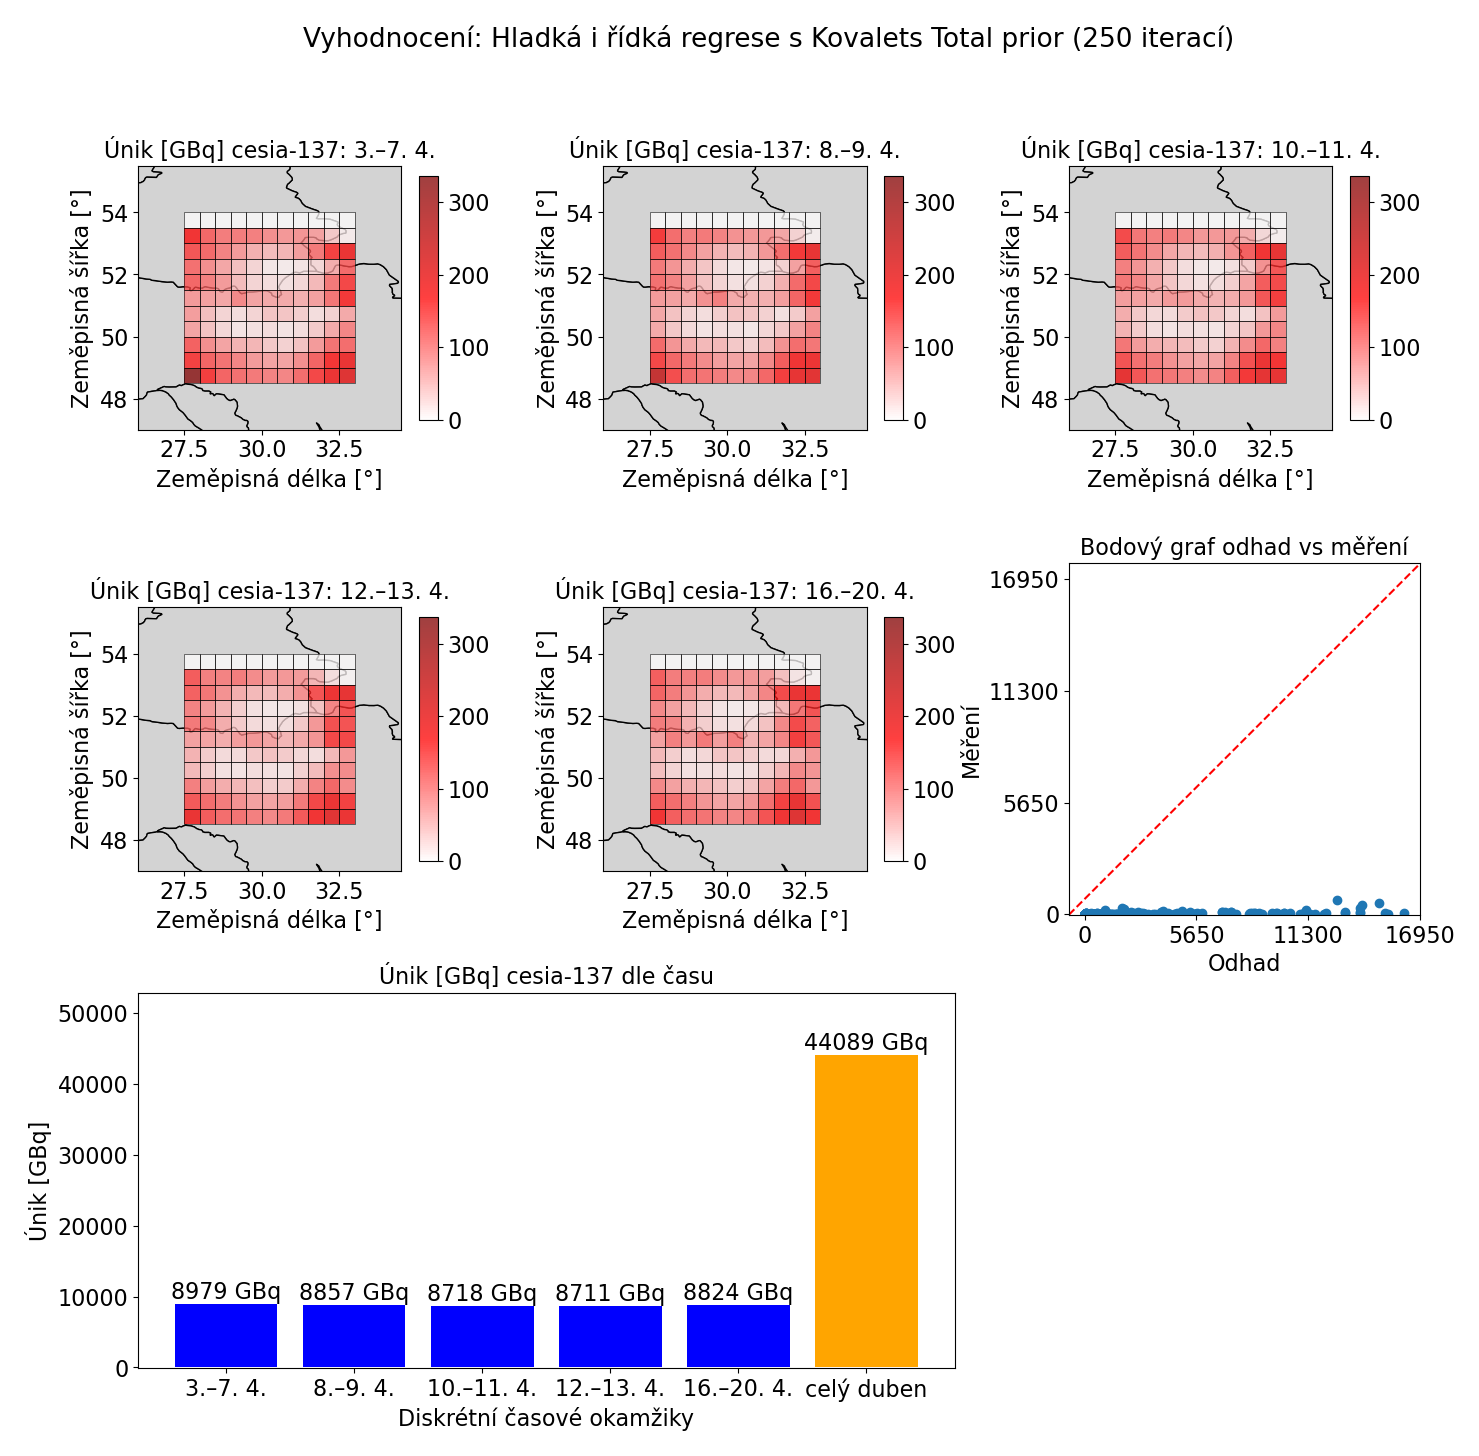 Vyhodnocení: Hladká i řídká regrese s Kovalets Total prior (250 iterací)
Únik [GBq] cesia-137: 3.–7. 4.
Zeměpisná šířka [°]
54
52
50
48
27.5 30.0 32.5
Zeměpisná délka [°]
300
200
100
0
Únik [GBq] cesia-137: 8.–9. 4.
Zeměpisná šířka [°]
54
52
50
48
27.5 30.0 32.5
Zeměpisná délka [°]
300
200
100
0
Únik [GBq] cesia-137: 10.–11. 4.
Zeměpisná šířka [°]
54
52
50
48
27.5 30.0 32.5
Zeměpisná délka [°]
300
200
100
0
Únik [GBq] cesia-137: 12.–13. 4.
Zeměpisná šířka [°]
54
52
50
48
27.5 30.0 32.5
Zeměpisná délka [°]
300
200
100
0
Únik [GBq] cesia-137: 16.–20. 4.
Zeměpisná šířka [°]
54
52
50
48
27.5 30.0 32.5
Zeměpisná délka [°]
300
200
100
0
Bodový graf odhad vs měření
Měření
16950
11300
5650
0
0 5650 11300 16950
Odhad
Únik [GBq] cesia-137 dle času
Únik [GBq]
50000
40000
30000
20000
10000
0
8979 GBq 8857 GBq 8718 GBq 8711 GBq 8824 GBq 44089 GBq
3.–7. 4. 8.–9. 4. 10.–11. 4. 12.–13. 4. 16.–20. 4. celý duben
Diskrétní časové okamžiky